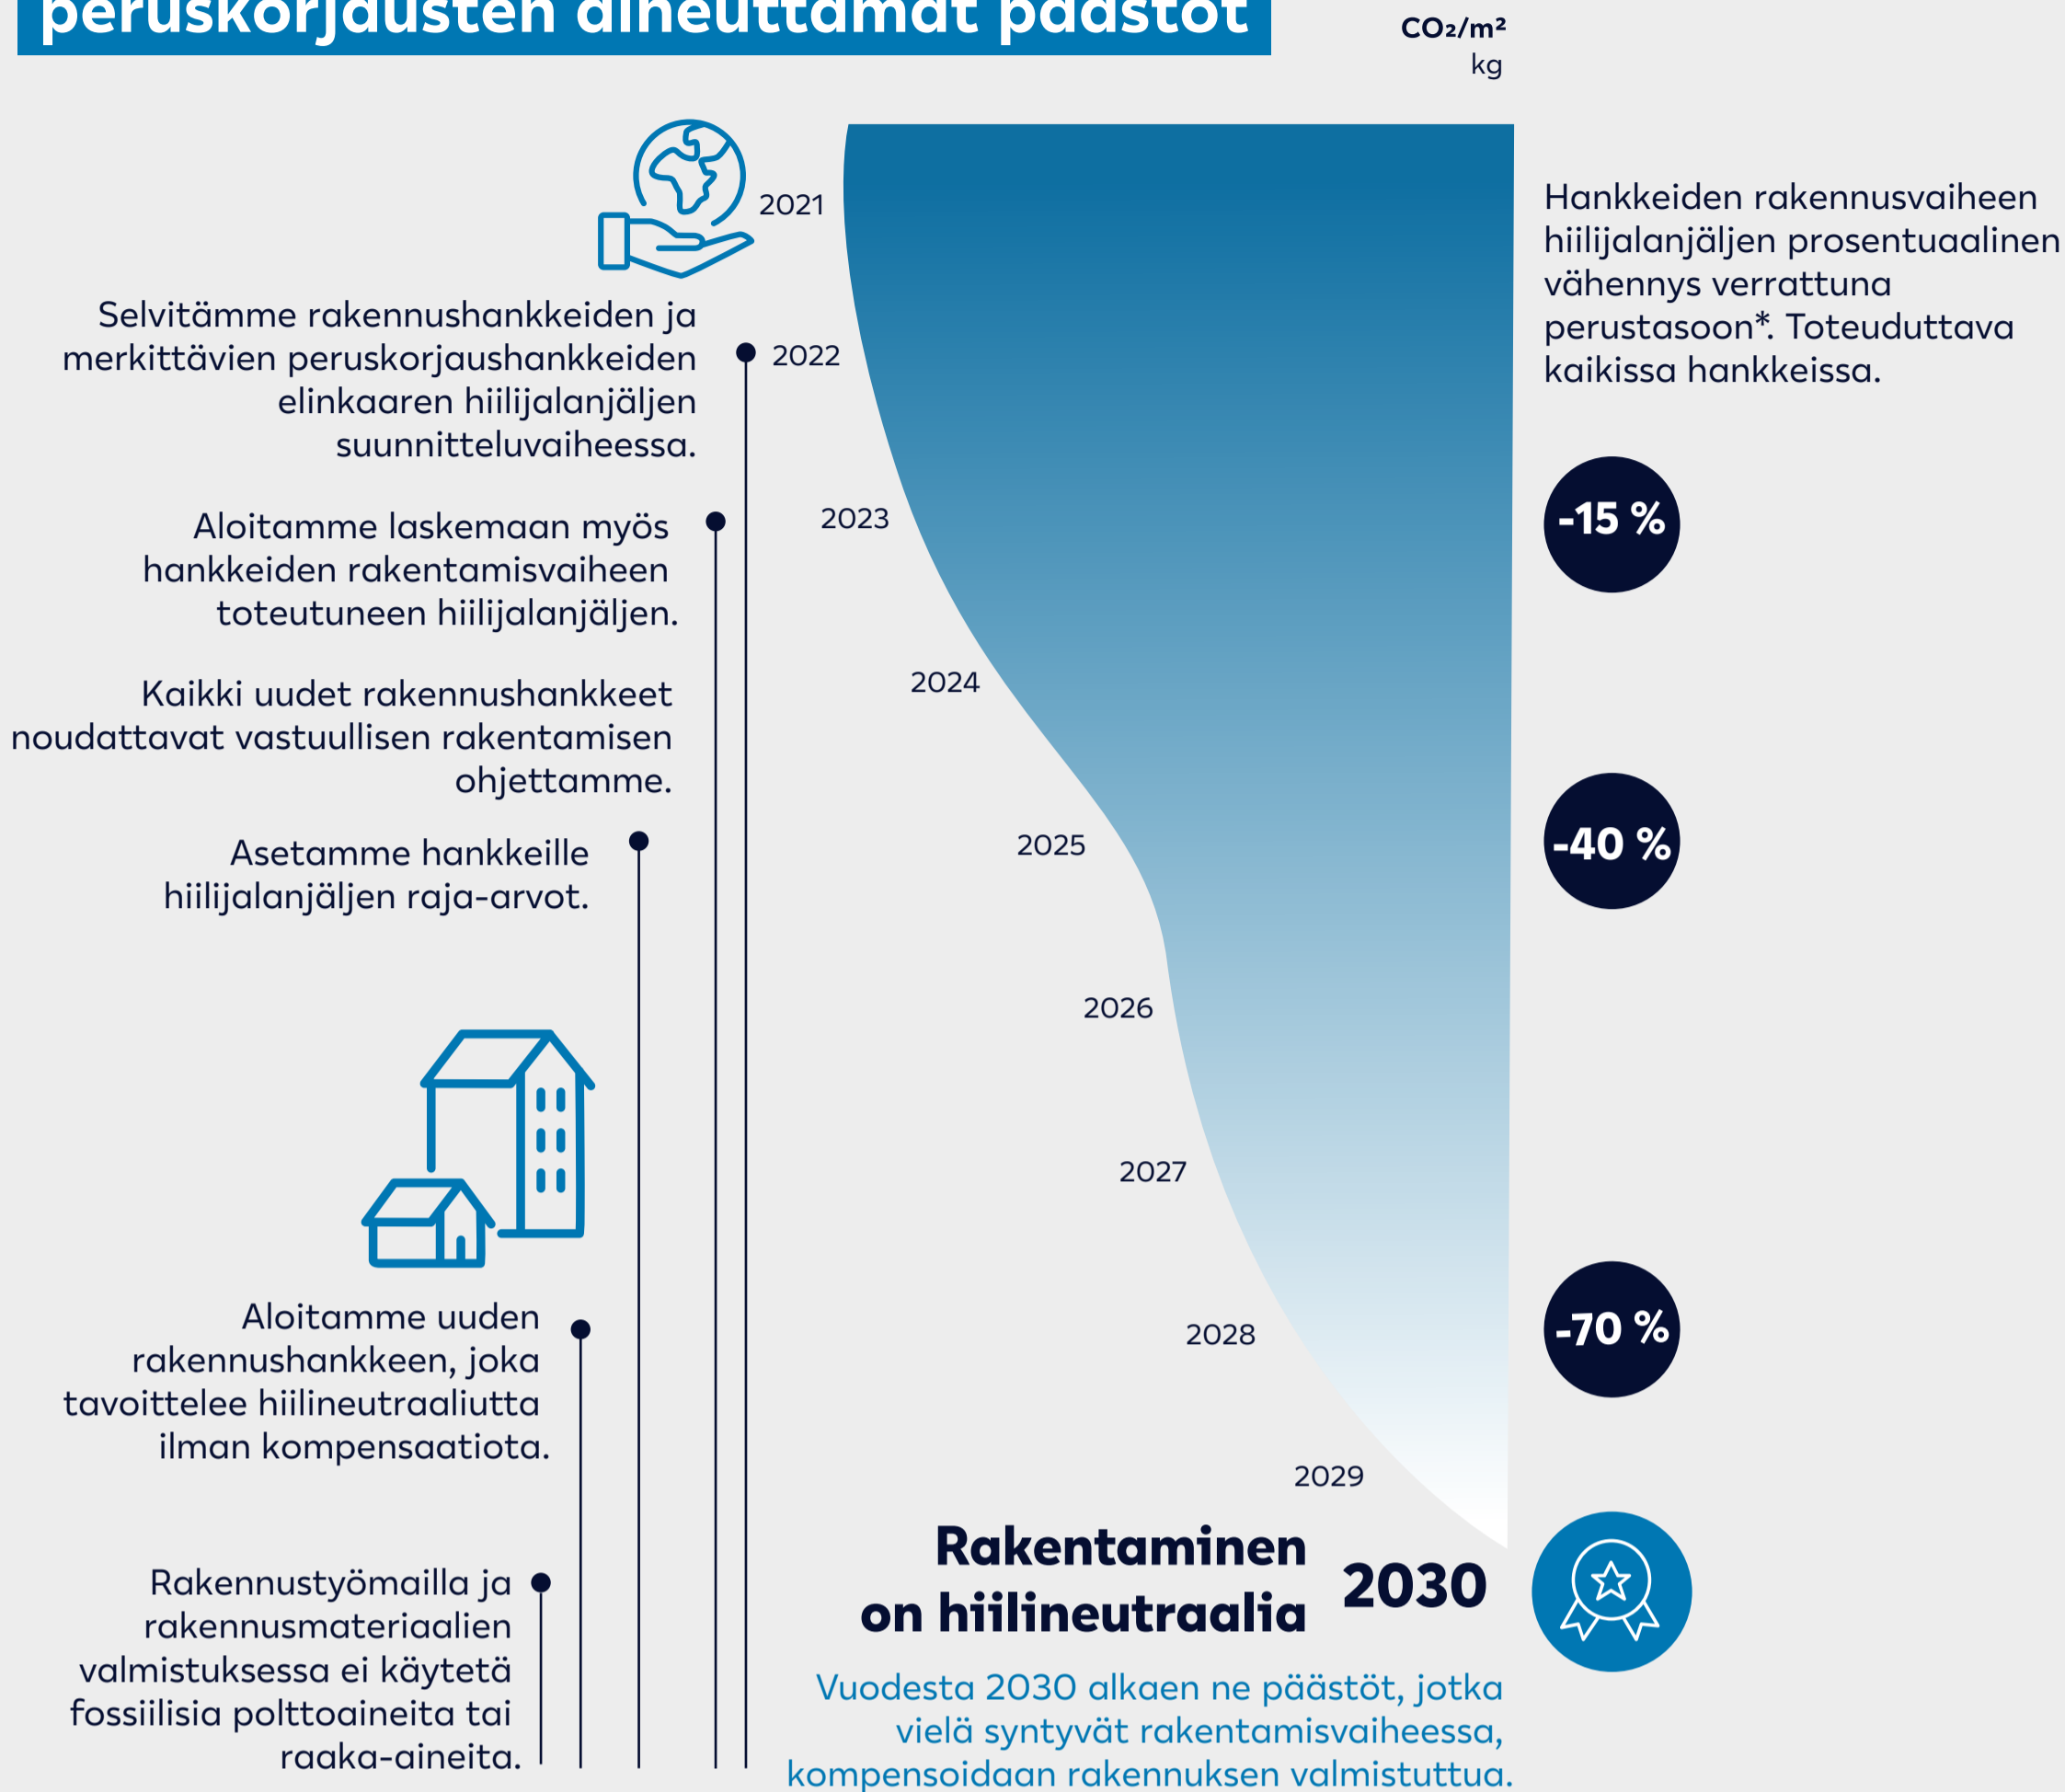 peruskorjausten aiheuttamat päästöt
CO₂/m²
kg
2021
Hankkeiden rakennusvaiheen
hiilijalanjäljen prosentuaalinen
vähennys verrattuna
perustasoon*. Toteuduttava
kaikissa hankkeissa.
Selvitämme rakennushankkeiden ja
merkittävien peruskorjaushankkeiden
elinkaaren hiilijalanjäljen
suunnitteluvaiheessa.
2022
Aloitamme laskemaan myös
hankkeiden rakentamisvaiheen
toteutuneen hiilijalanjäljen.
2023
-15 %
Kaikki uudet rakennushankkeet
noudattavat vastuullisen rakentamisen
ohjettamme.
2024
Asetamme hankkeille
hiilijalanjäljen raja-arvot.
2025
-40 %
2026
2027
Aloitamme uuden
rakennushankkeen, joka
tavoittelee hiilineutraaliutta
ilman kompensaatiota.
2028
-70 %
2029
Rakennustyömailla ja
rakennusmateriaalien
valmistuksessa ei käytetä
fossiilisia polttoaineita tai
raaka-aineita.
Rakentaminen
on hiilineutraalia
2030
Vuodesta 2030 alkaen ne päästöt, jotka
vielä syntyvät rakentamisvaiheessa,
kompensoidaan rakennuksen valmistuttua.